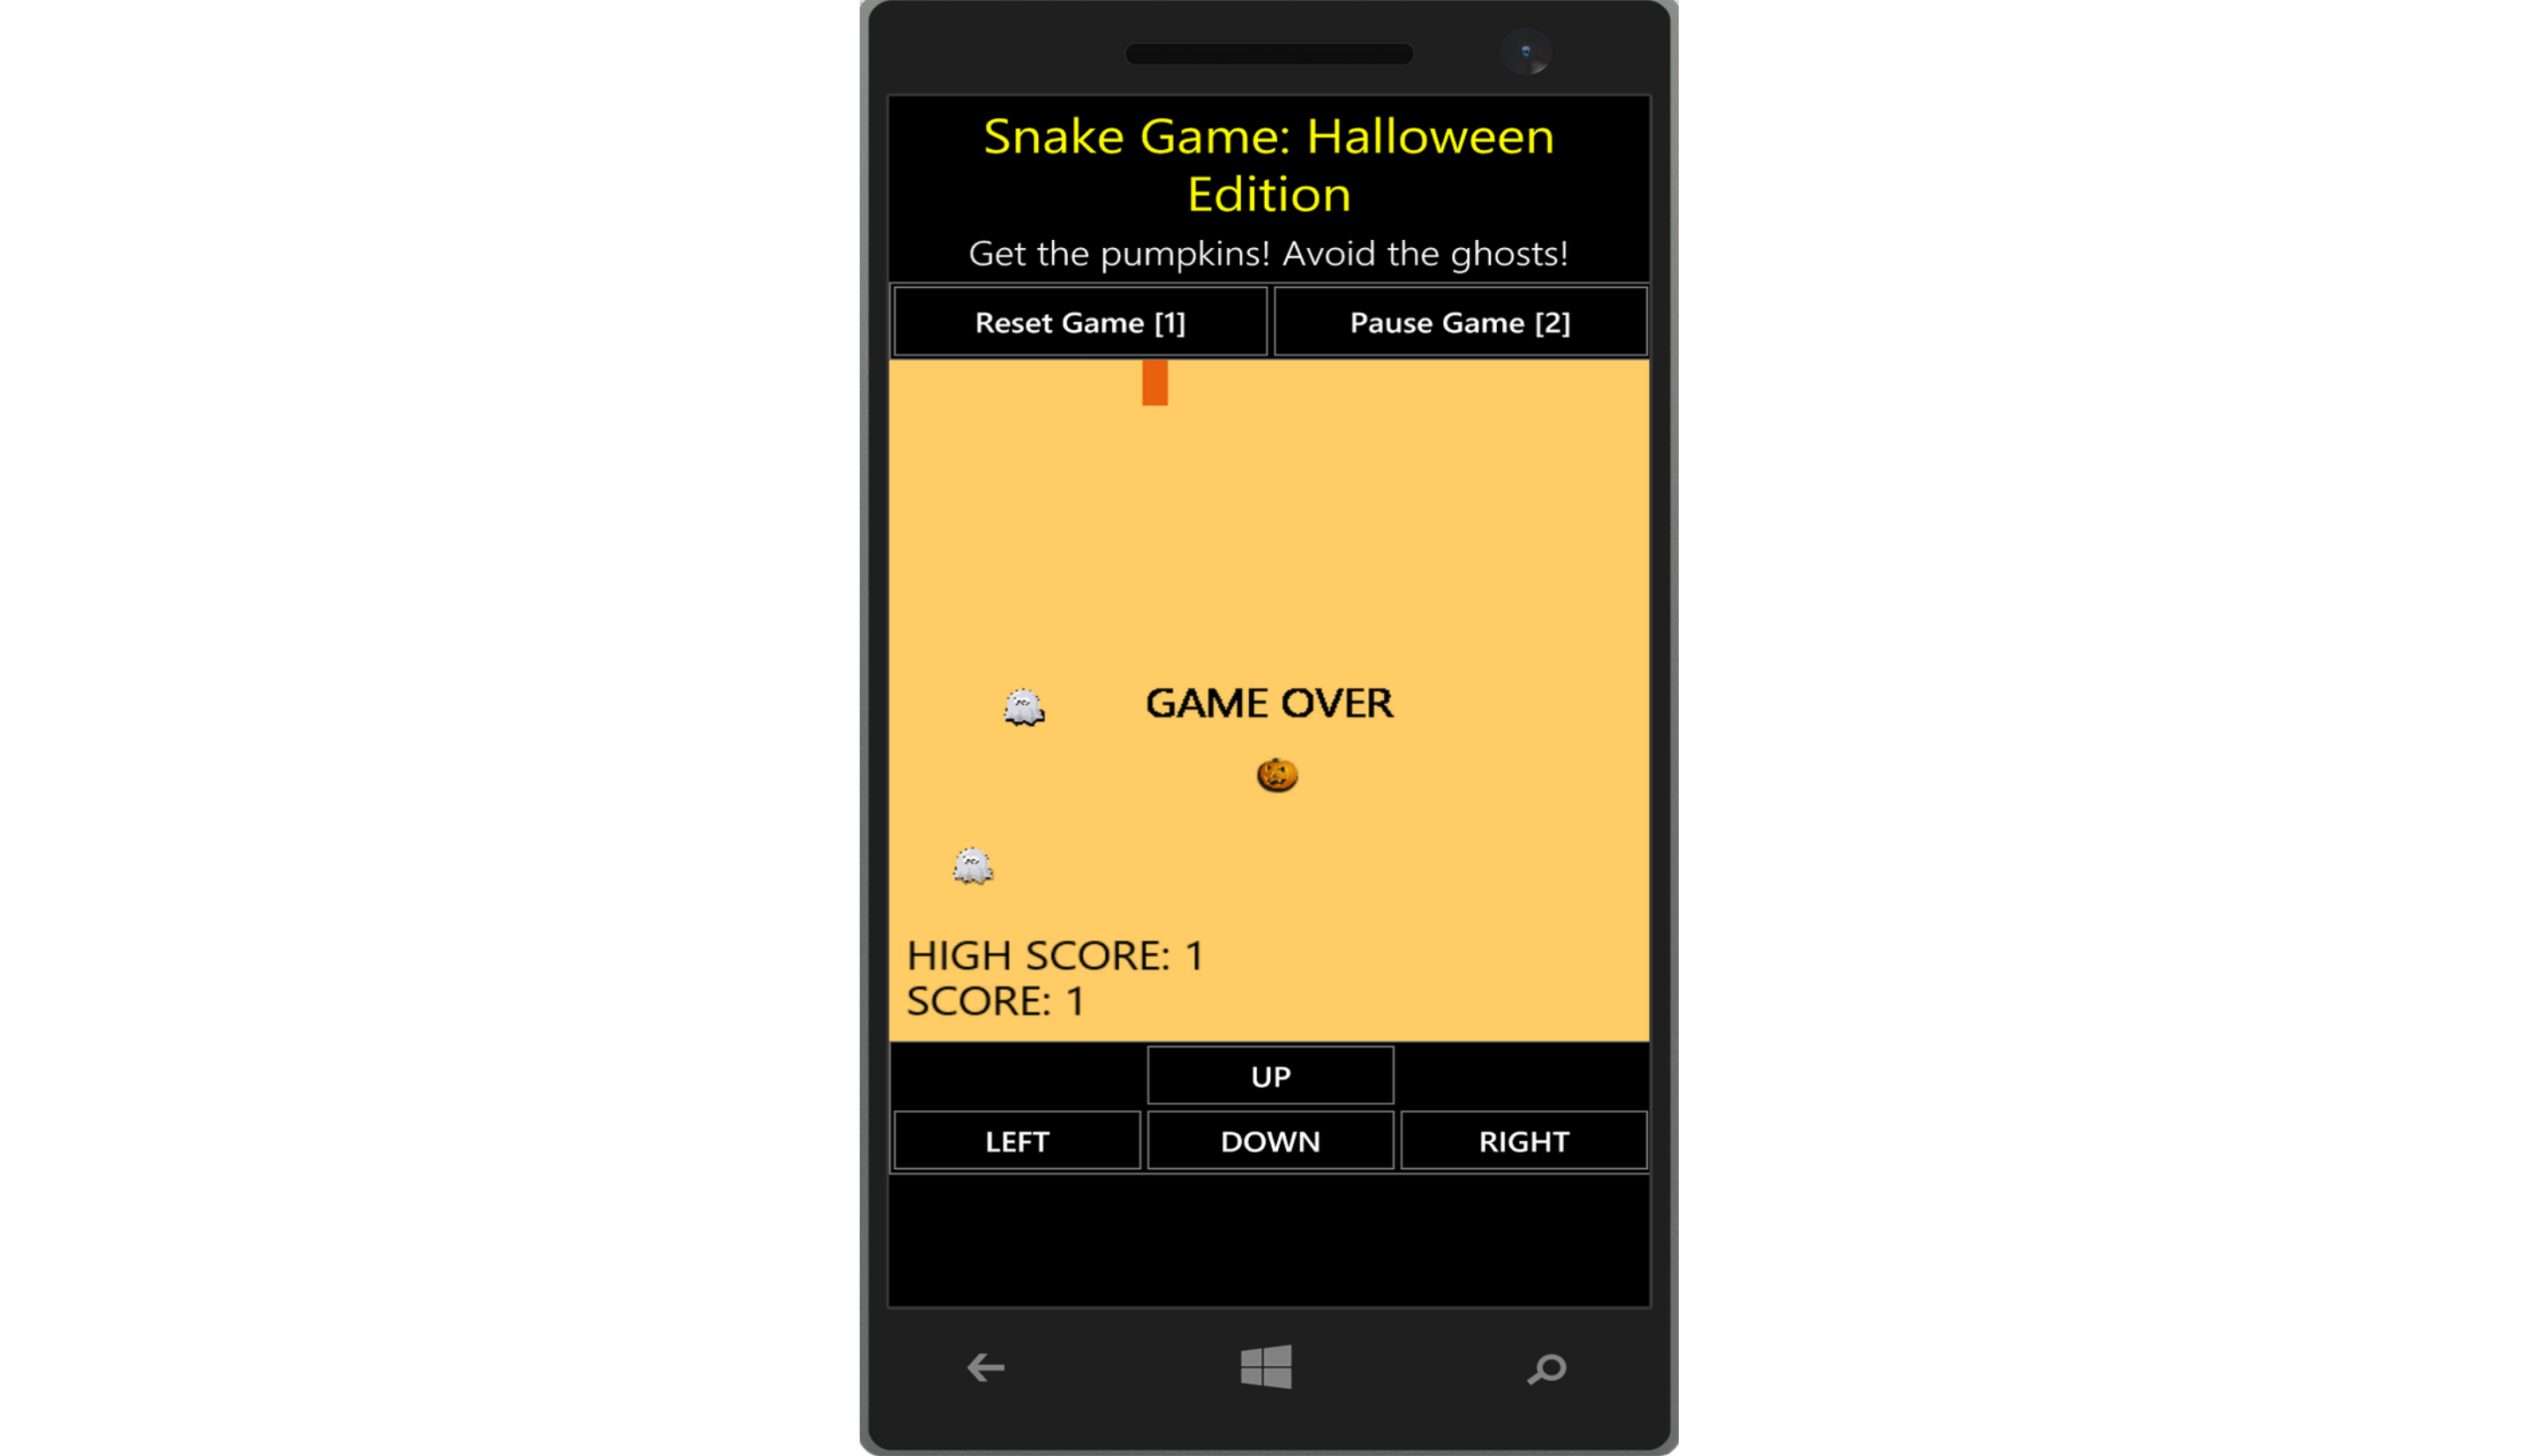 Snake Game: Halloween
Edition
Get the pumpkins! Avoid the ghosts!
Reset Game [1]
Pause Game [2]
GAME OVER
HIGH SCORE: 1
SCORE: 1
UP
LEFT
DOWN
RIGHT